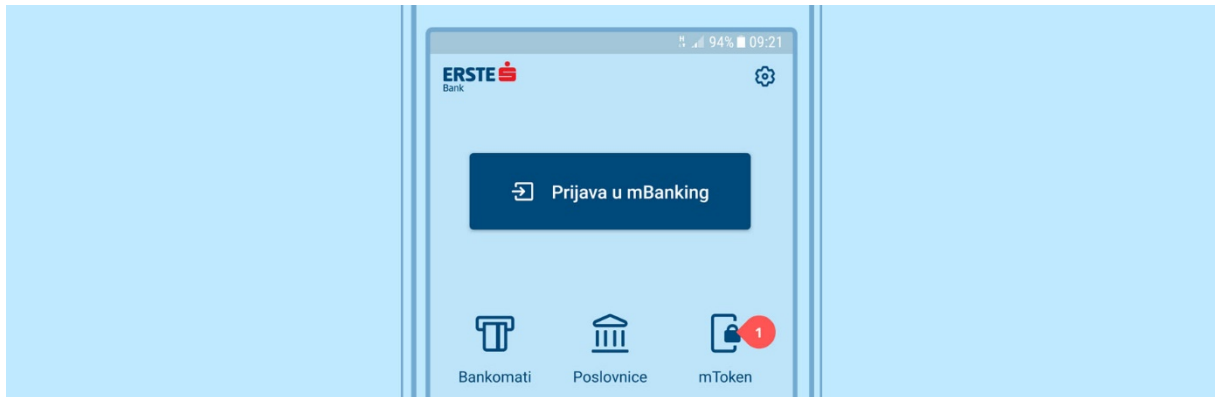 94% 09:21
ERSTE
Bank
Prijava u mBanking
1
Bankomati Poslovnice mToken